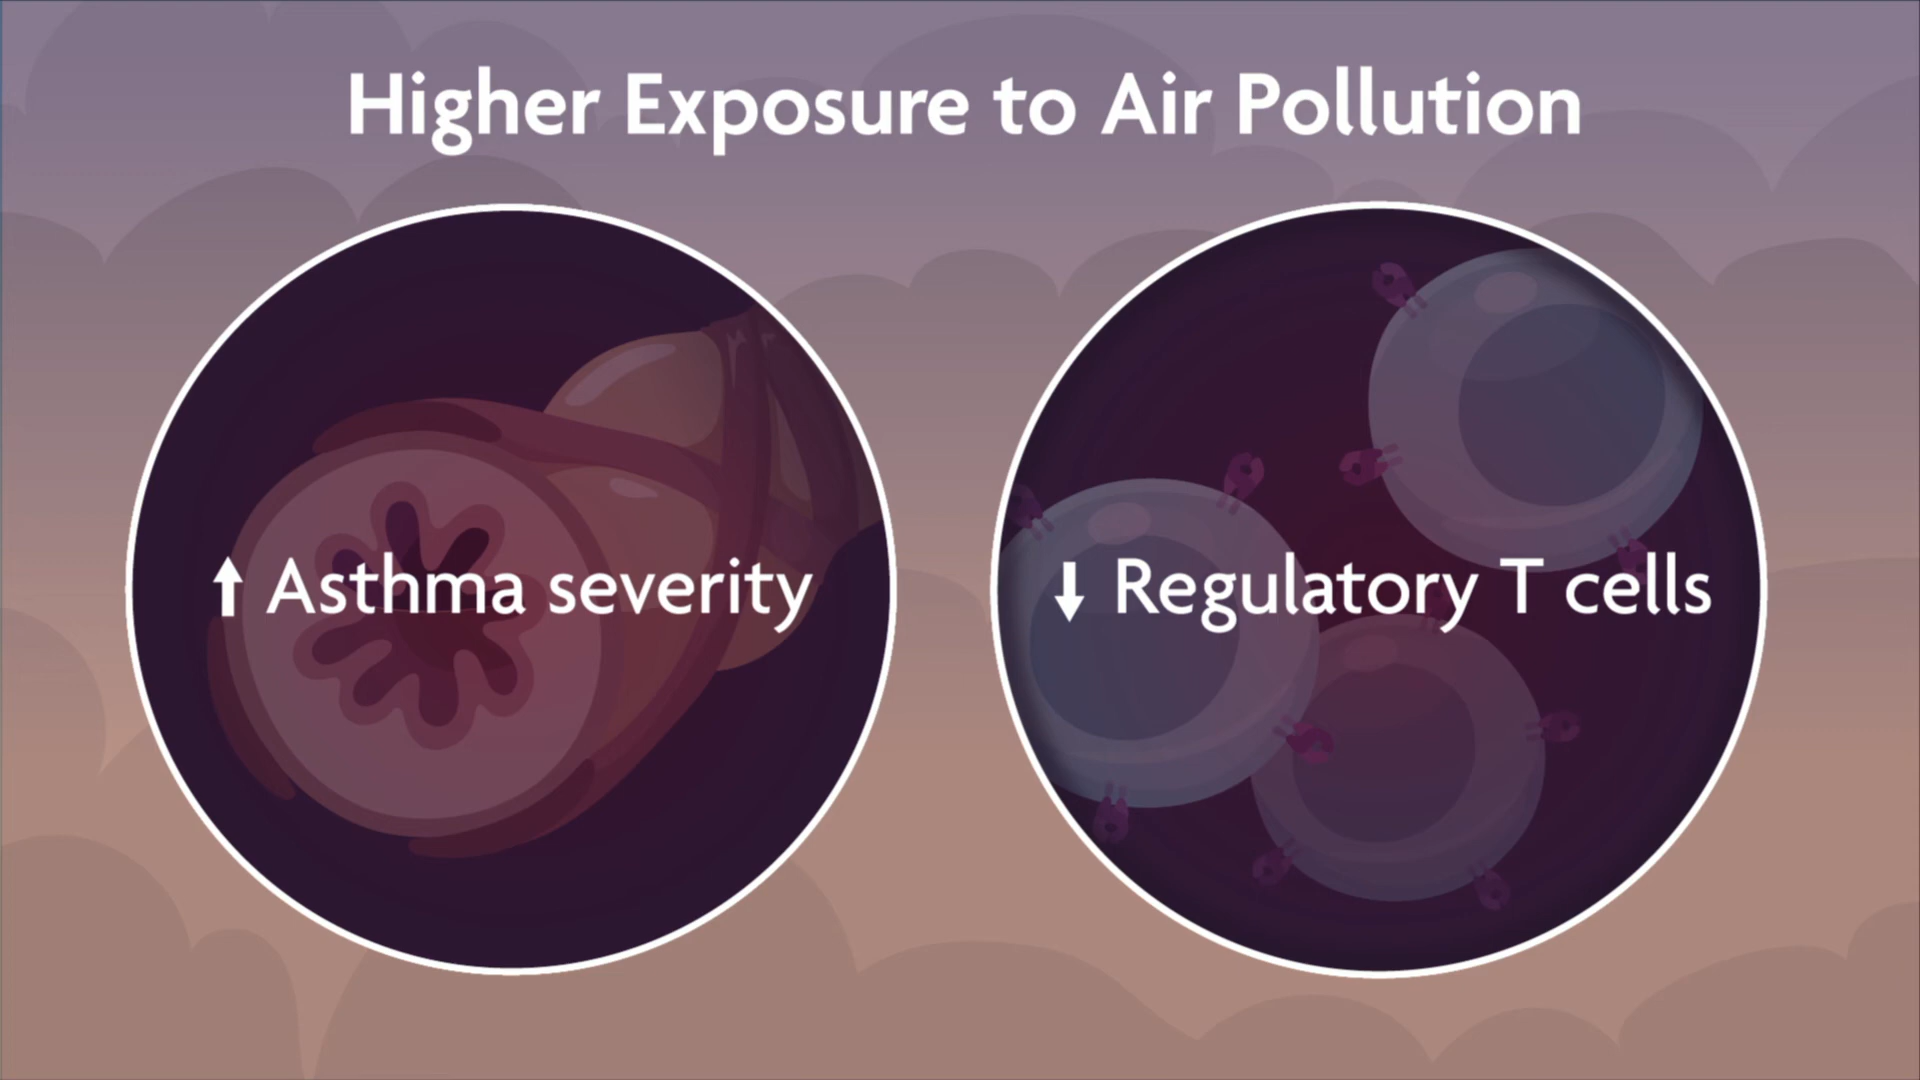 Higher Exposure to Air Pollution
↑ Asthma severity
↓ Regulatory T cells